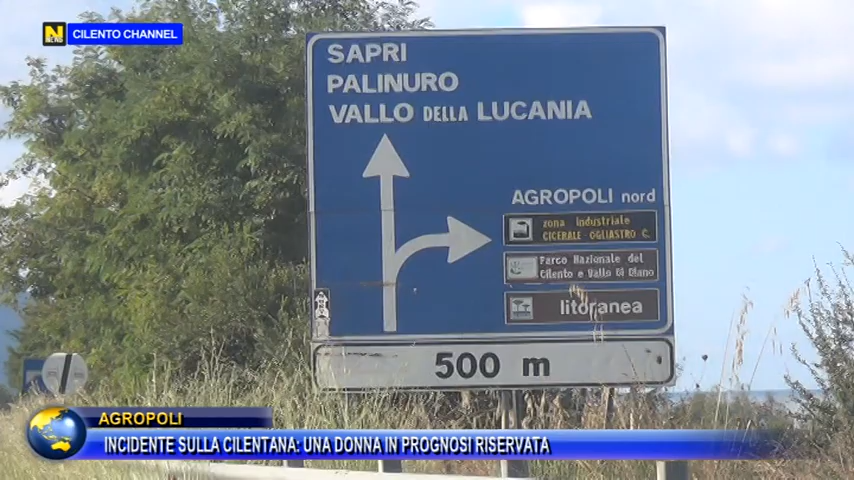 N
CILENTO CHANNEL
SAPRI
PALINURO
VALLO DELLA LUCANIA
AGROPOLI nord
zona industriale
CICERALE - OGLIASTRO C.
Parco Nazionale del
Cilento e Vallo di Diano
litoranea
500 m
AGROPOLI
INCIDENTE SULLA CILENTANA: UNA DONNA IN PROGNOSI RISERVATA